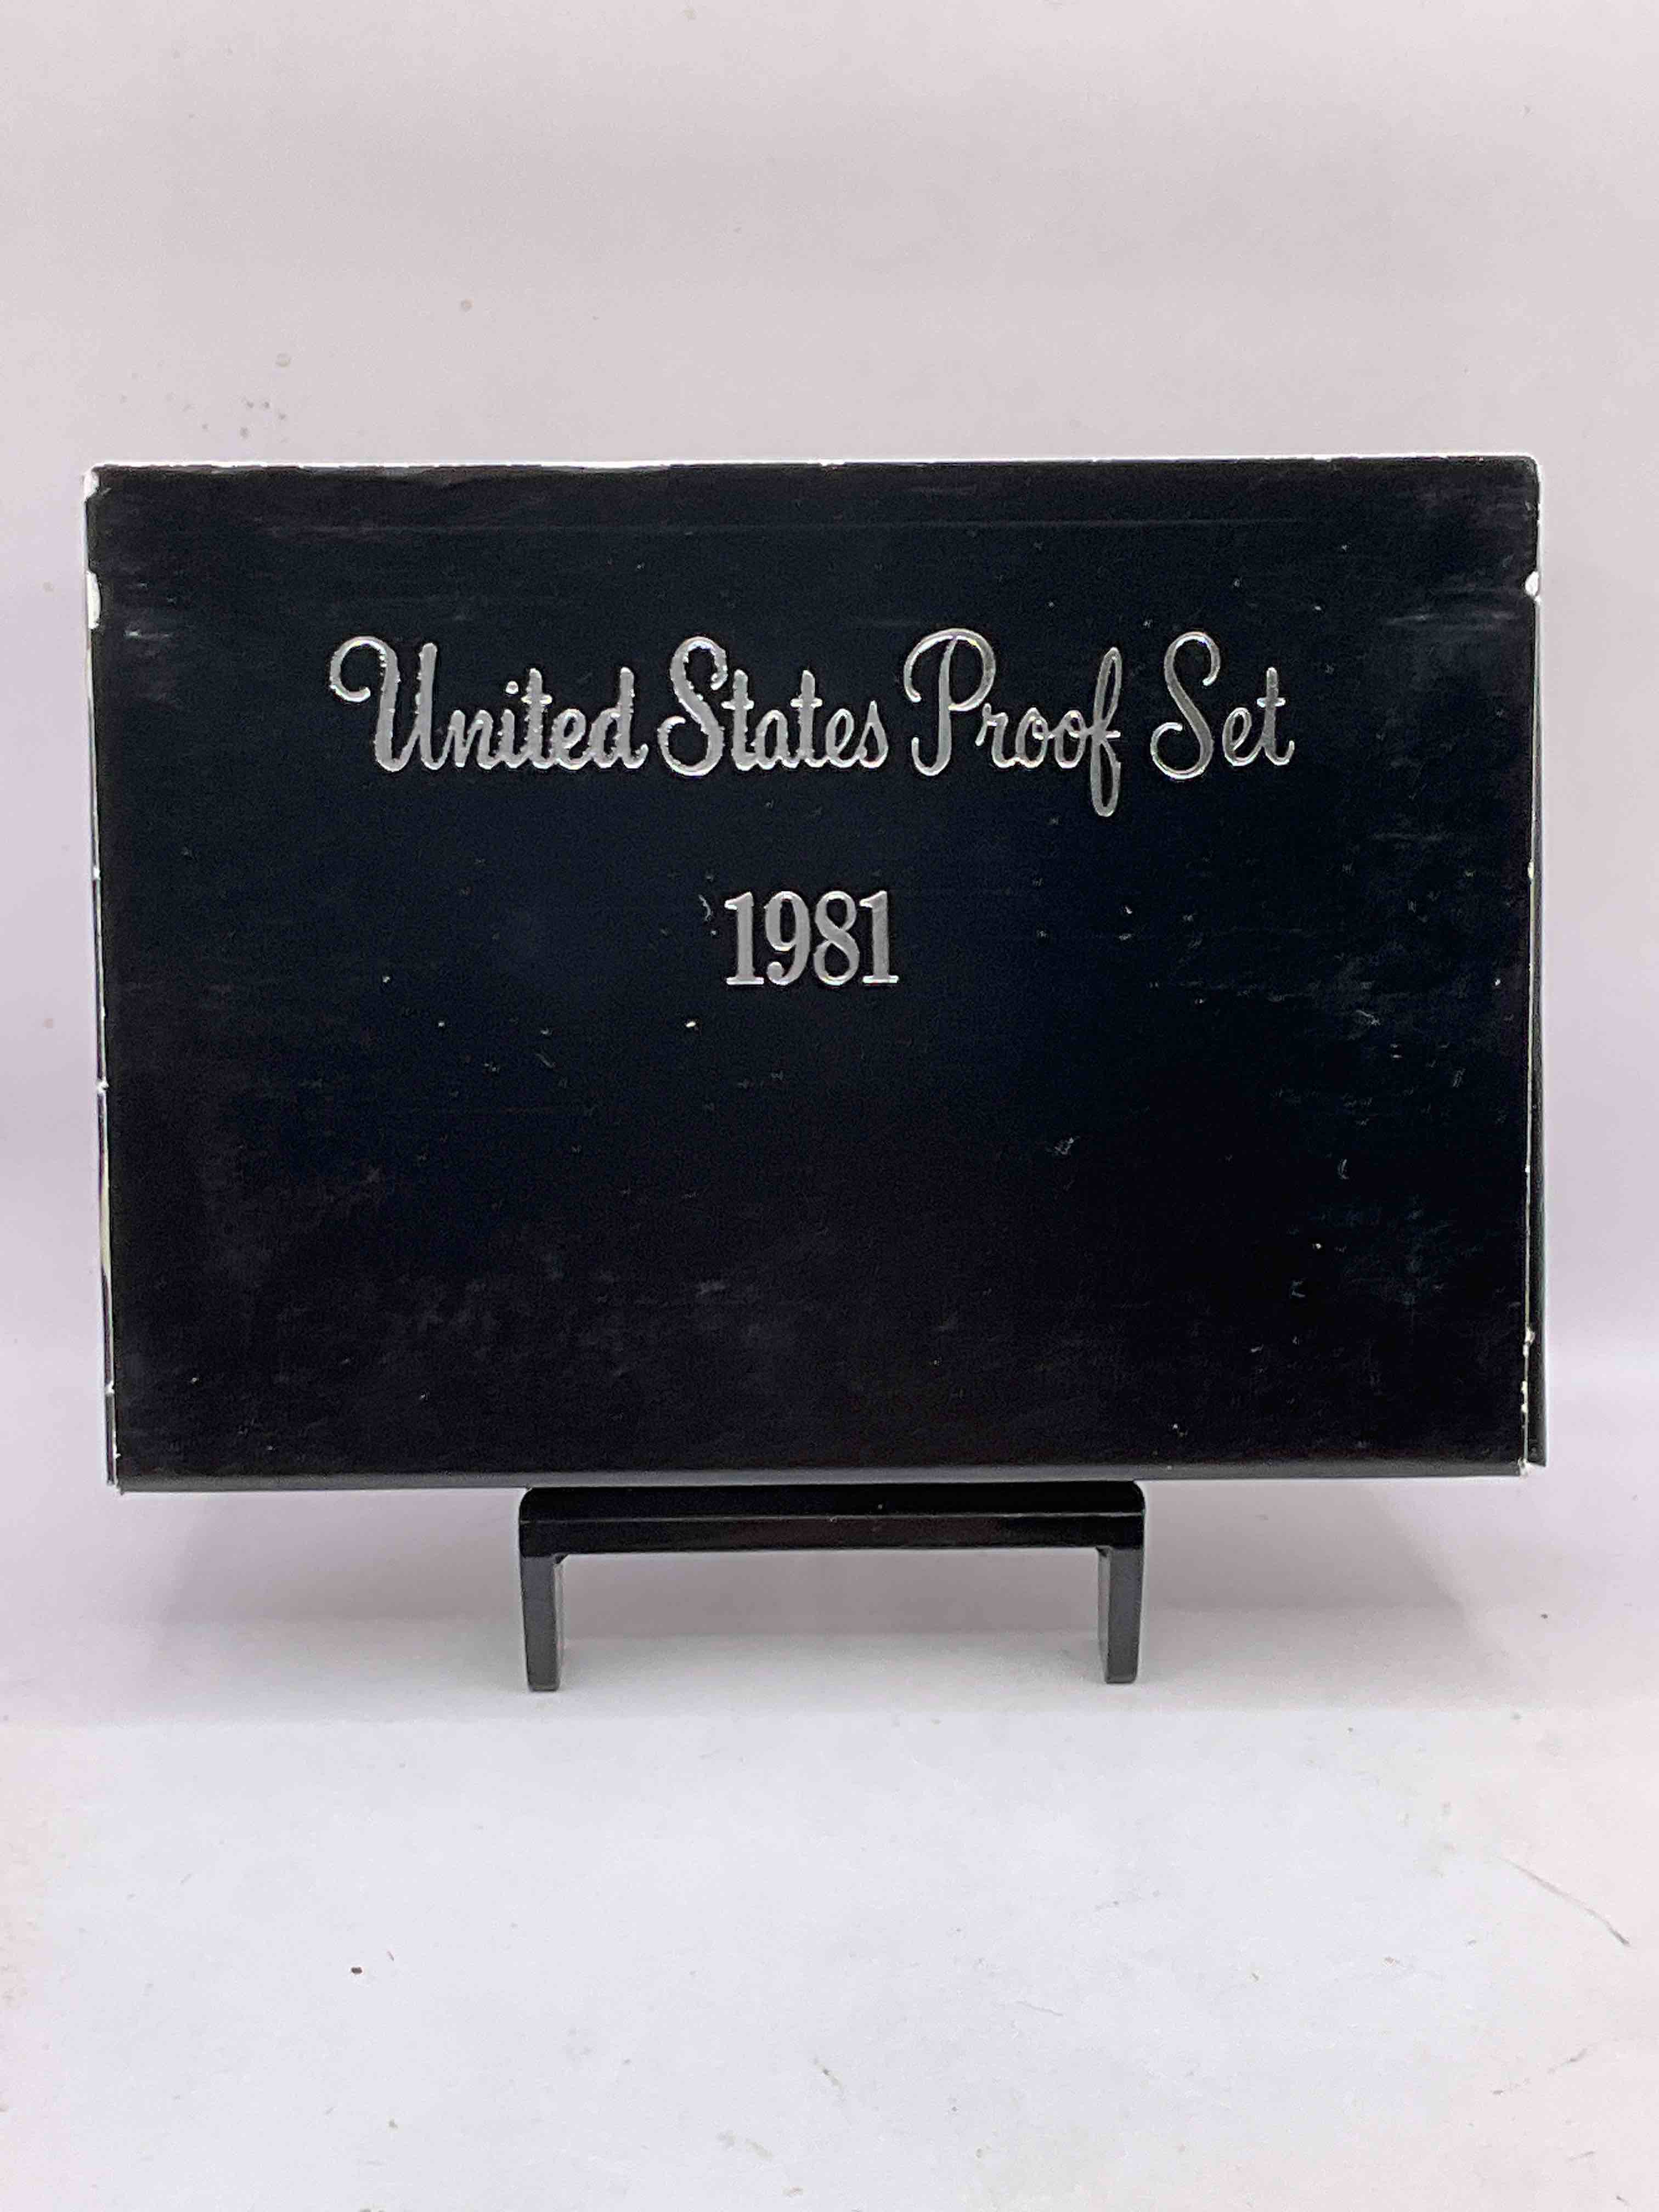 United States Proof Set
1981